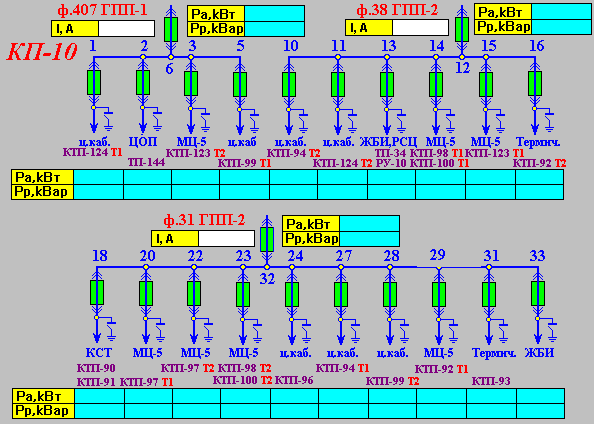 ф.407 ГПП-1
Ра,кВт
Рр,кВар
I, А
ф.38 ГПП-2
Ра,кВт
Рр,кВар
I, А
КП-10
1 2 6 3 5 10 11 13 14 12 15 16
ц.каб. ЦОП МЦ-5 ц.каб ц.каб. ц.каб. ЖБИ,РСЦ МЦ-5 МЦ-5 Термич.
КТП-124 Т1 КТП-123 Т2 КТП-94 Т2 ТП-34 КТП-98 Т1 КТП-123 Т1
ТП-144 КТП-99 Т1 КТП-124 Т2 РУ-10 КТП-100 Т1 КТП-92 Т2
Ра,кВт
Рр,кВар
ф.31 ГПП-2
Ра,кВт
Рр,кВар
I, А
18 20 22 23 32 24 27 28 29 31 33
КСТ МЦ-5 МЦ-5 МЦ-5 ц.каб. ц.каб. ц.каб. МЦ-5 Термич. ЖБИ
КТП-90 КТП-97 Т2 КТП-98 Т2 КТП-94 Т1 КТП-92 Т1
КТП-91 КТП-97 Т1 КТП-100 Т2 КТП-96 КТП-99 Т2 КТП-93
Ра,кВт
Рр,кВар